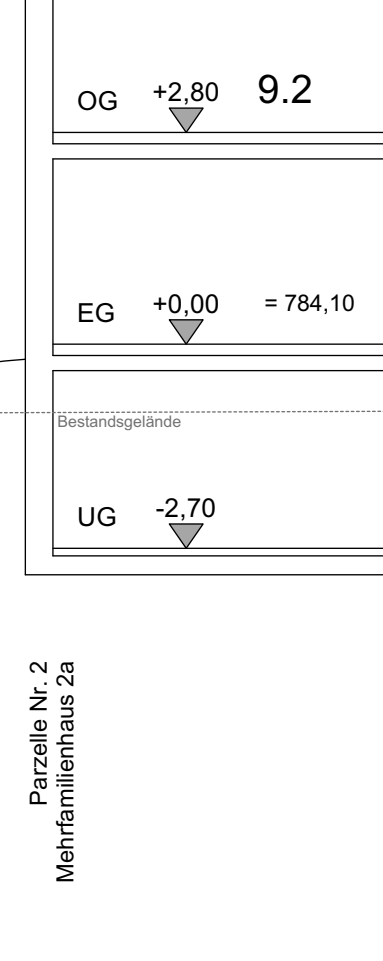 OG +2,80 9.2
EG +0,00 = 784,10
Bestandsgelände
UG -2,70
Parzelle Nr. 2
Mehrfamilienhaus 2a